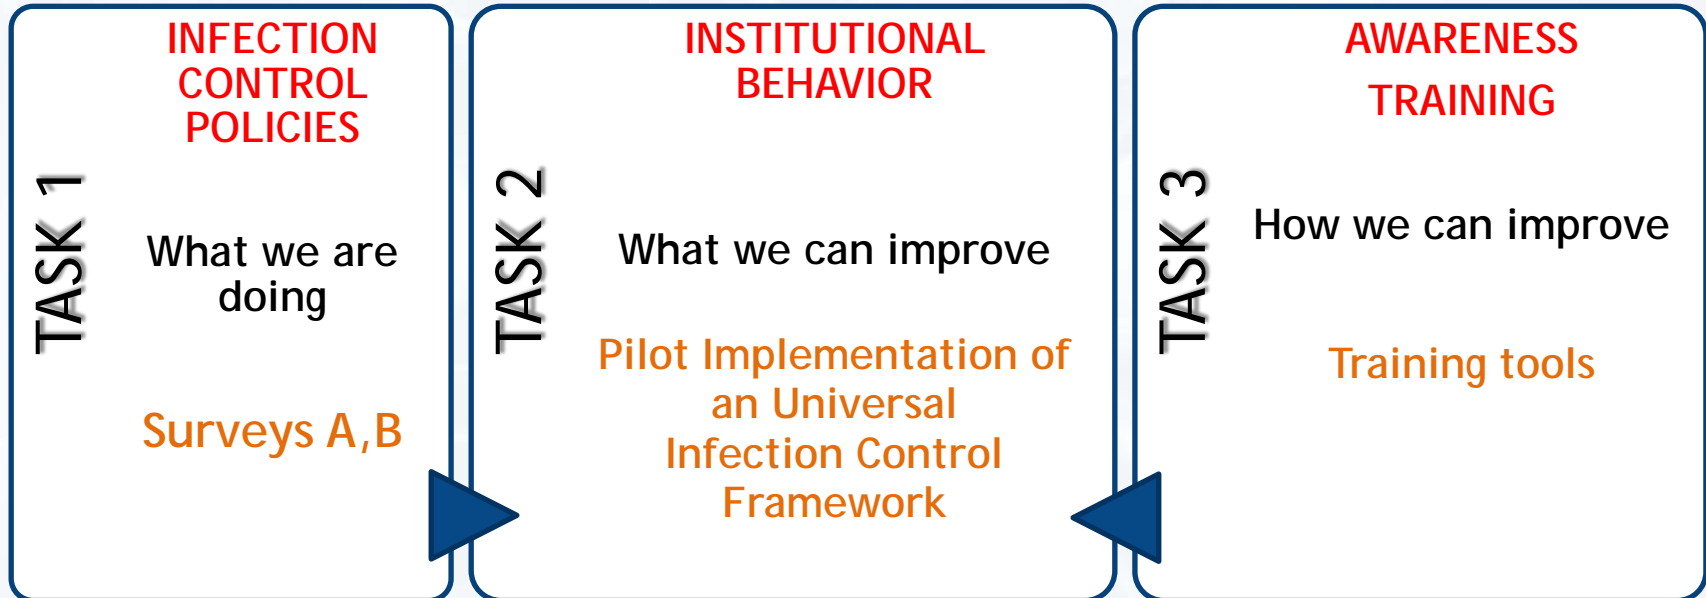 TASK 1
INFECTION
CONTROL
POLICIES
What we are
doing
Surveys A,B
TASK 2
INSTITUTIONAL
BEHAVIOR
What we can improve
Pilot Implementation of
an Universal
Infection Control
Framework
TASK 3
AWARENESS
TRAINING
How we can improve
Training tools